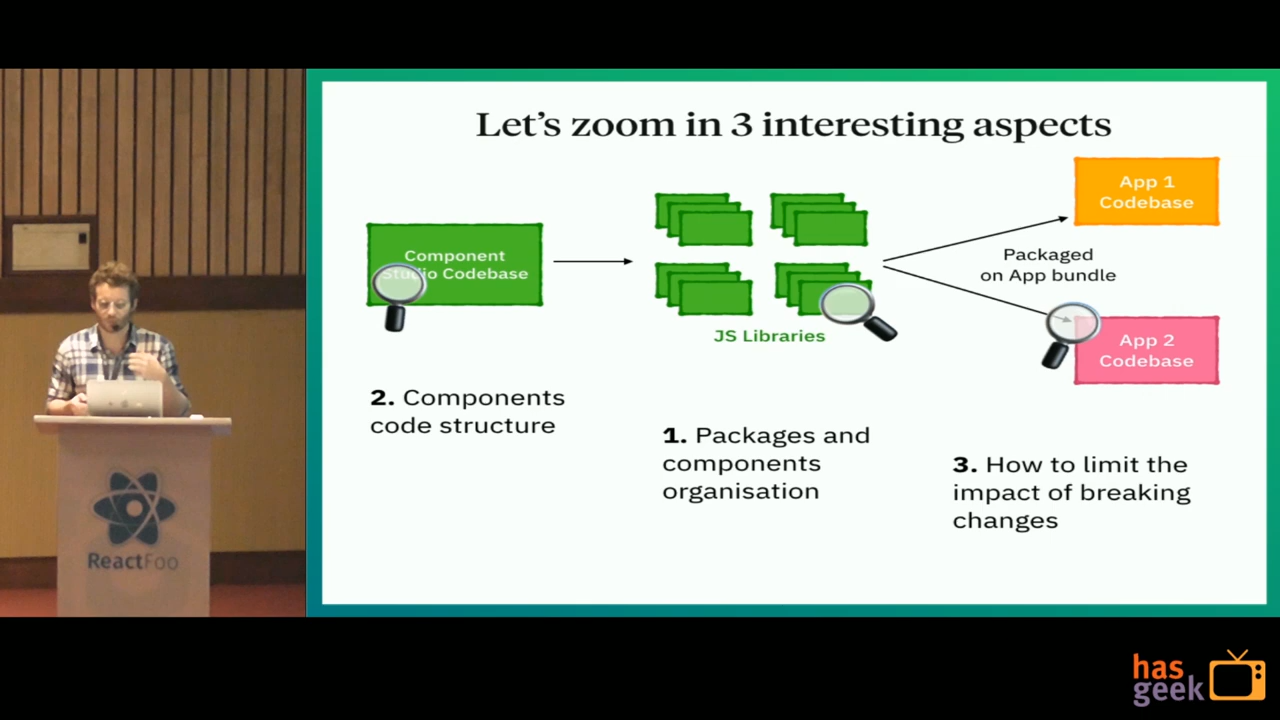 Let's zoom in 3 interesting aspects
App 1
Codebase
Component
Studio Codebase
Packaged
on App bundle
JS Libraries
App 2
Codebase
2. Components
code structure
1. Packages and
components
organisation
3. How to limit the
impact of breaking
changes
ReactFoo
has
geek